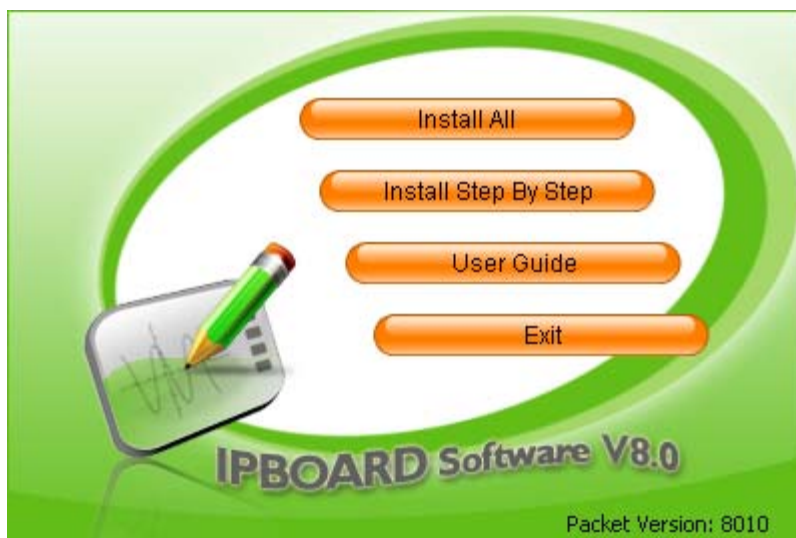 Install All
Install Step By Step
User Guide
Exit
IPBOARD Software V8.0
Packet Version: 8010